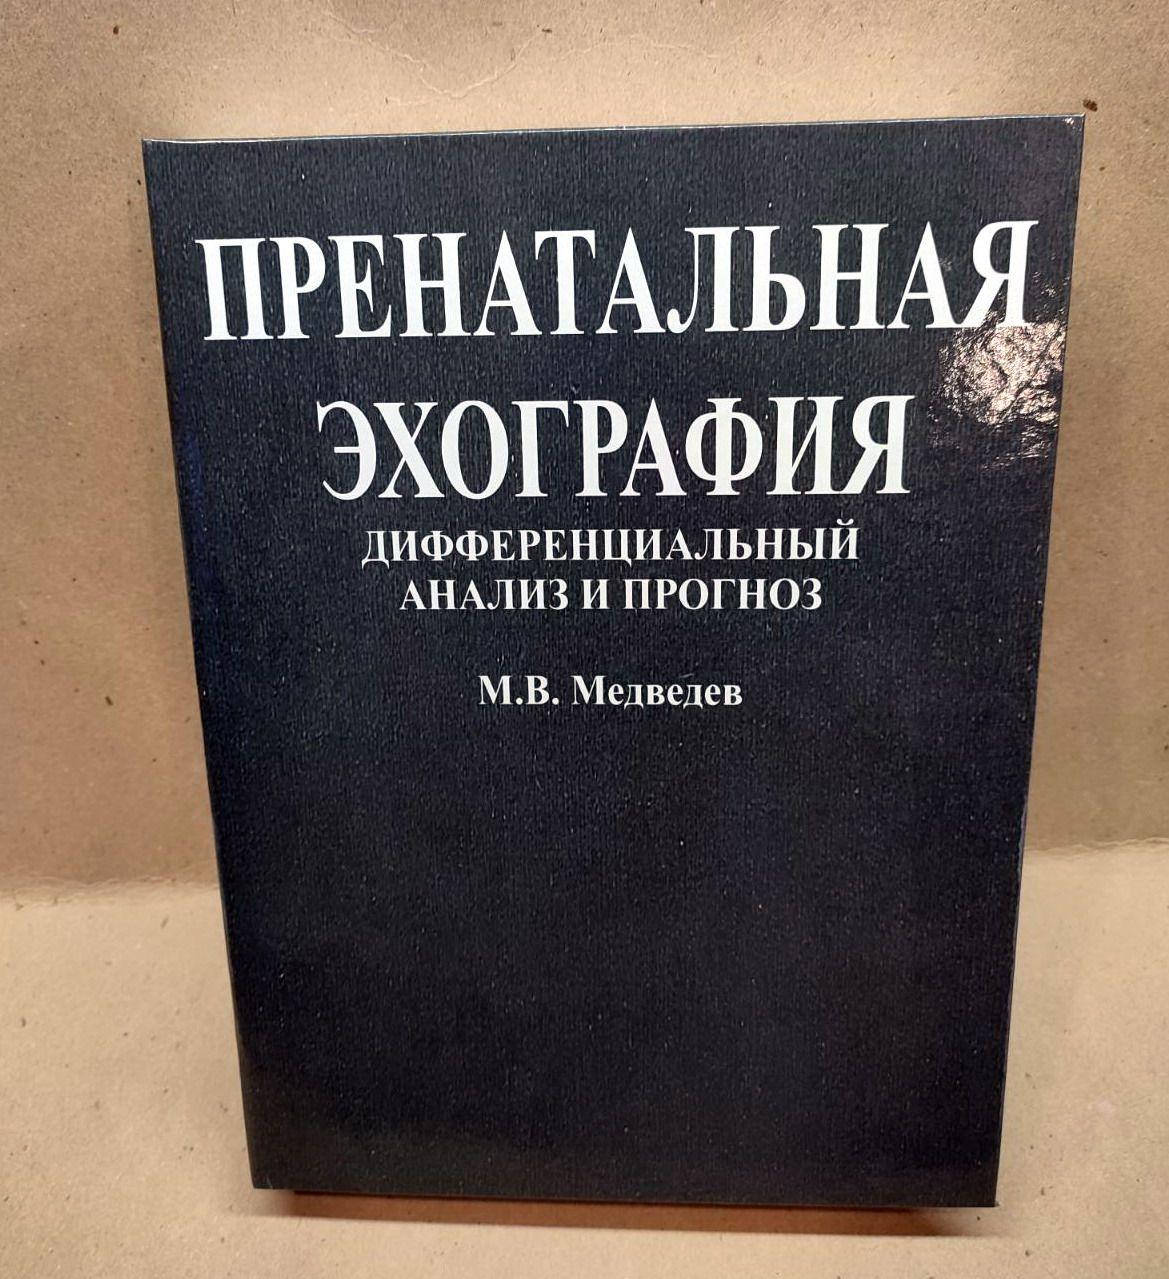 ПРЕНАТАЛЬНАЯ
ЭХОГРАФИЯ
ДИФФЕРЕНЦИАЛЬНЫЙ
АНАЛИЗ И ПРОГНОЗ
М.В. Медведев